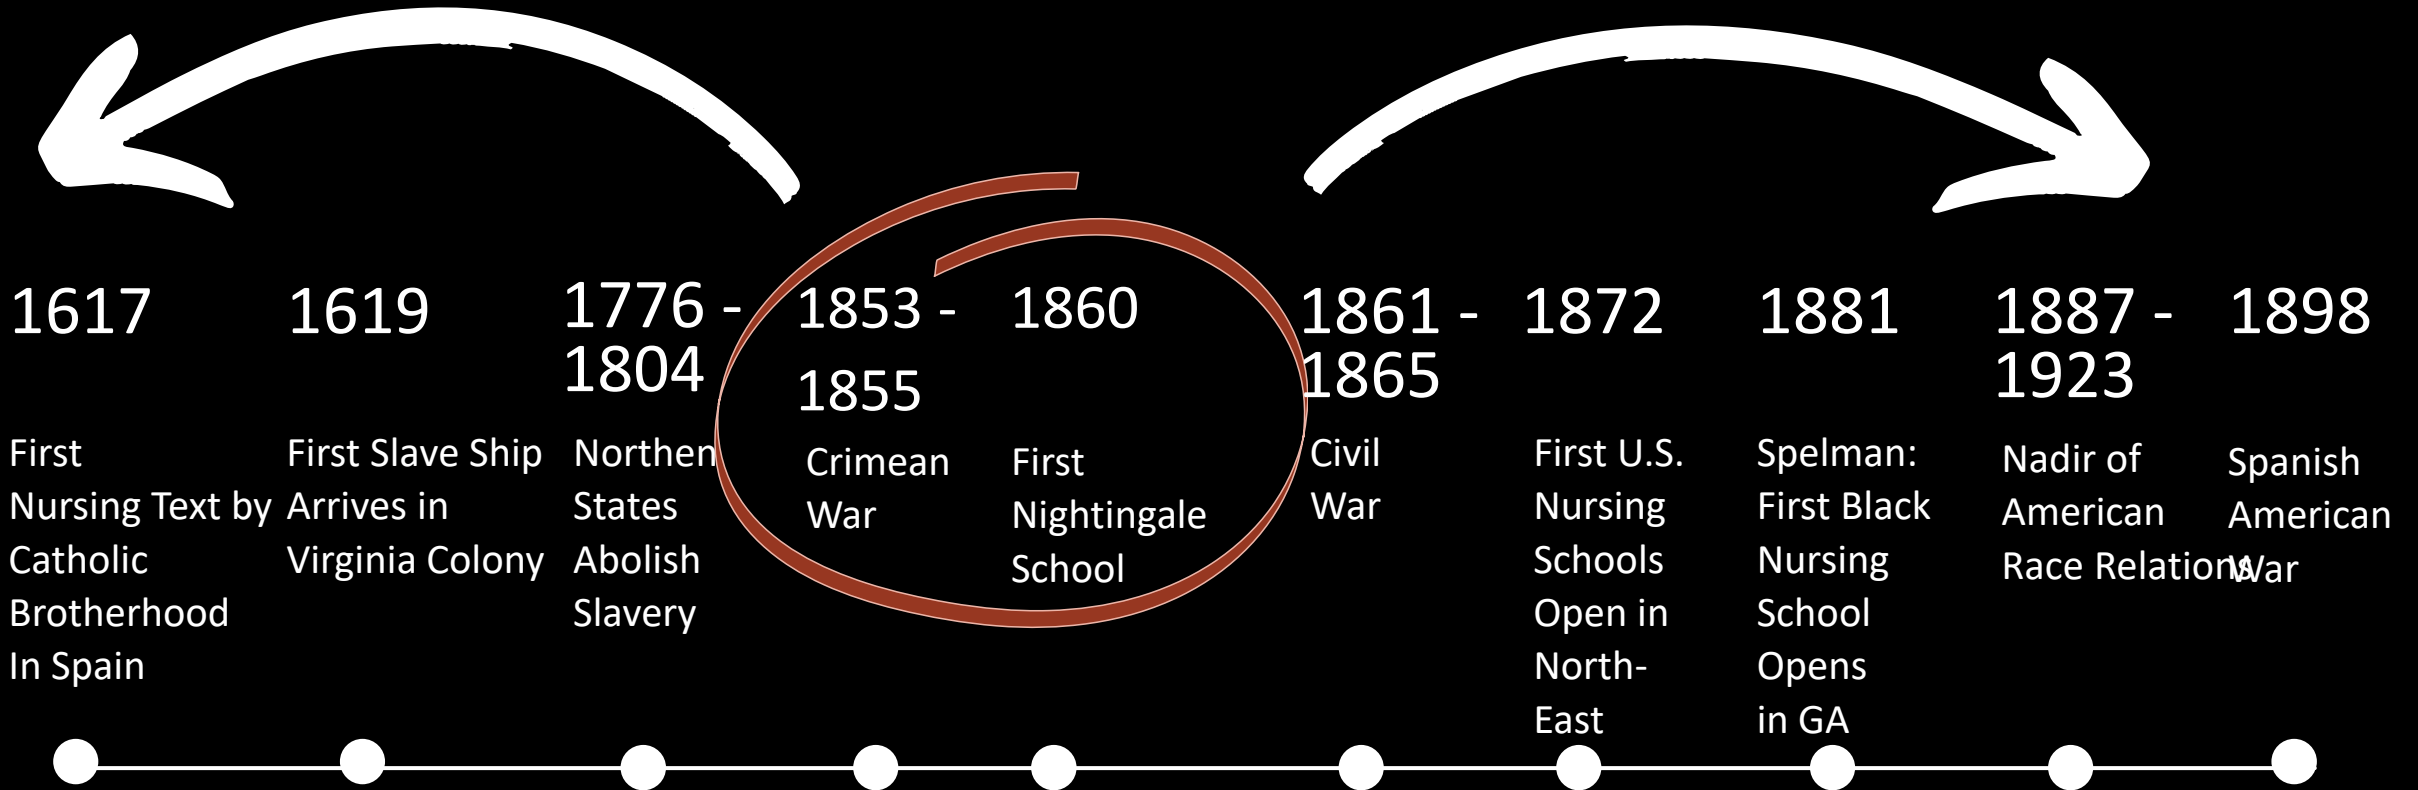 1617
First
Nursing Text by
Catholic
Brotherhood
In Spain
1619
First Slave Ship
Arrives in
Virginia Colony
1776 -
1804
Northen
States
Abolish
Slavery
1853 -
1855
Crimean
War
1860
First
Nightingale
School
1861 -
1865
Civil
War
1872
First U.S.
Nursing
Schools
Open in
North-
East
1881
Spelman:
First Black
Nursing
School
Opens
in GA
1887 -
1923
Nadir of
American
Race Relations
1898
Spanish
American
War